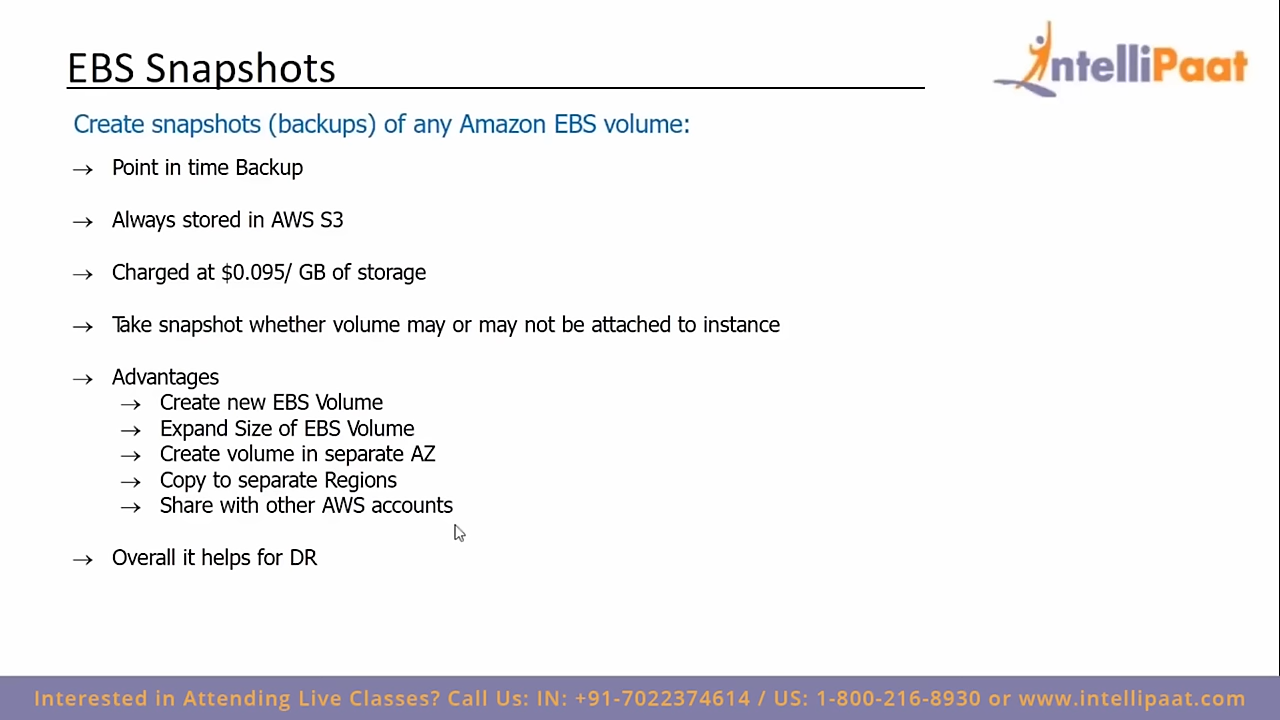 EBS Snapshots
IntelliPaat
Create snapshots (backups) of any Amazon EBS volume:
→ Point in time Backup
→ Always stored in AWS S3
→ Charged at $0.095/ GB of storage
→ Take snapshot whether volume may or may not be attached to instance
→ Advantages
→ Create new EBS Volume
→ Expand Size of EBS Volume
→ Create volume in separate AZ
→ Copy to separate Regions
→ Share with other AWS accounts
→ Overall it helps for DR
Interested in Attending Live Classes? Call Us: IN: +91-7022374614 / US: 1-800-216-8930 or www.intellipaat.com